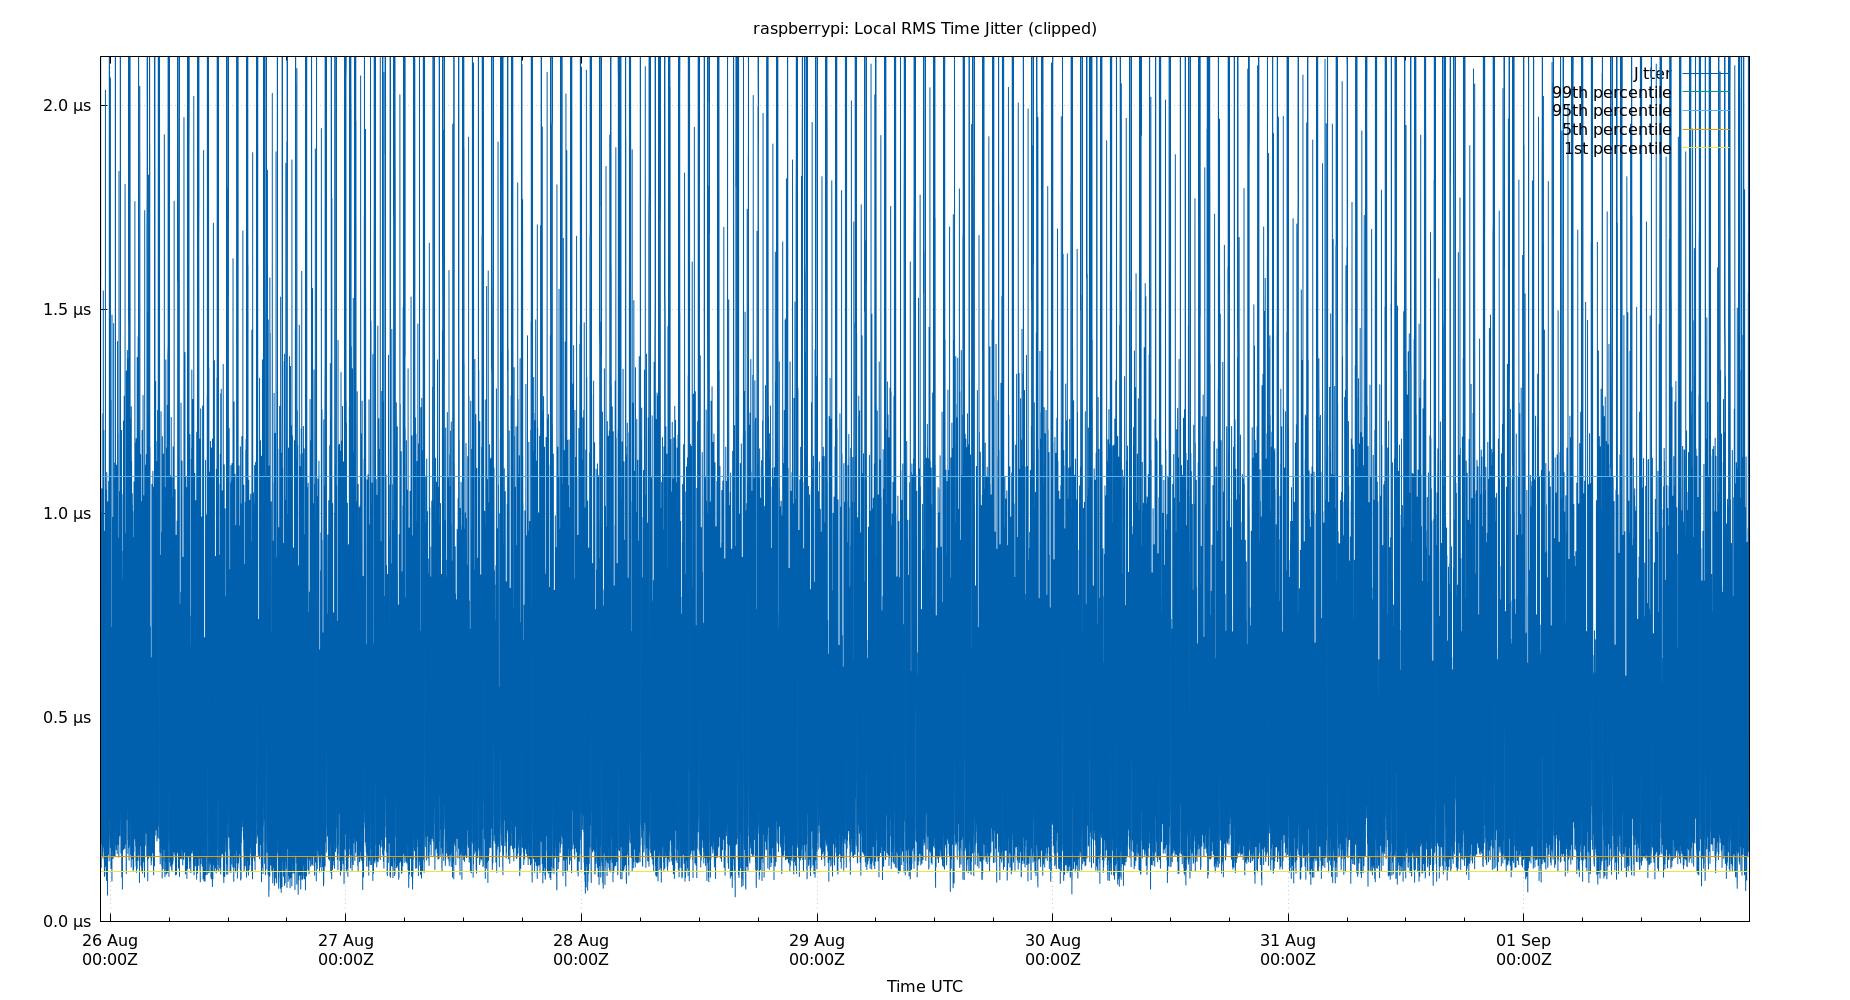 raspberrypi: Local RMS Time Jitter (clipped)
Jitter
99th percentile
95th percentile
5th percentile
1st percentile
2.0 µs
1.5 µs
1.0 µs
0.5 µs
0.0 µs
26 Aug 27 Aug 28 Aug 29 Aug 30 Aug 31 Aug 01 Sep
00:00Z 00:00Z 00:00Z 00:00Z 00:00Z 00:00Z 00:00Z
Time UTC